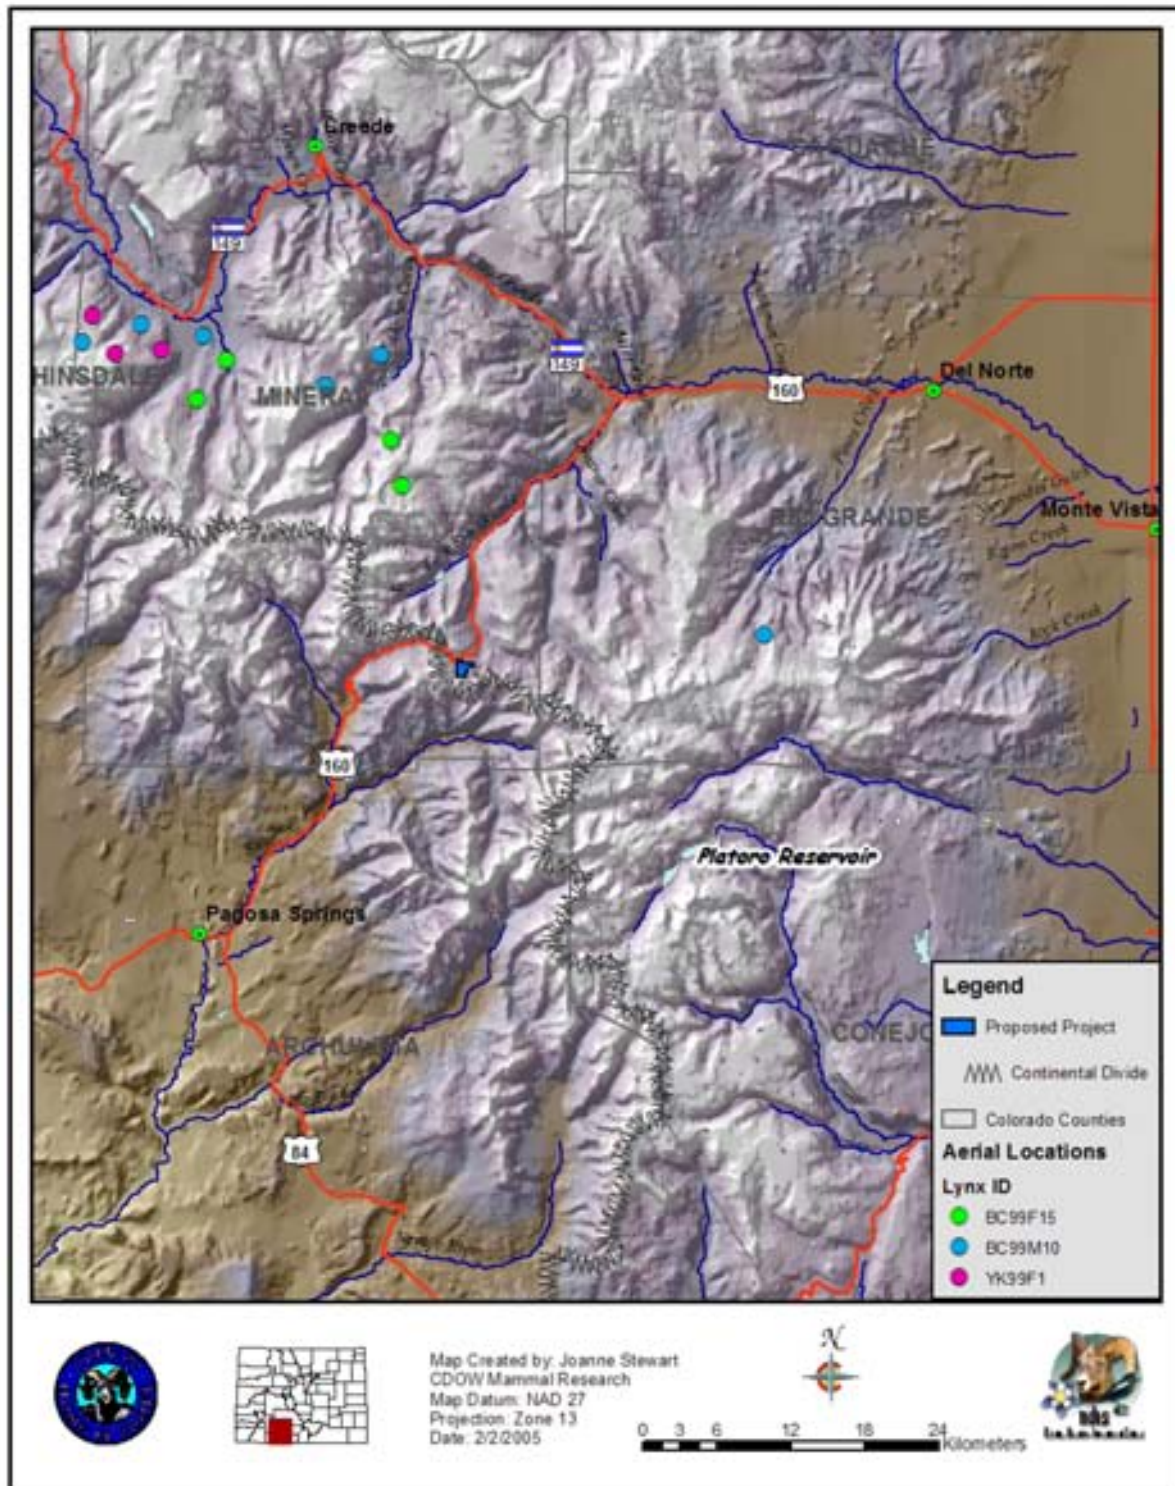 Creede
149
HINSDALE
MINERAL
149
160
Del Norte
Monte Vista
RIO GRANDE
Rock Creek
160
Platoro Reservoir
Pagosa Springs
ARCHULETA
CONEJO
84
Legend
Proposed Project
Continental Divide
Colorado Counties
Aerial Locations
Lynx ID
BC99F15
BC99M10
YK99F1
Map Created by: Joanne Stewart
CDOW Mammal Research
Map Datum: NAD 27
Projection: Zone 13
Date: 2/2/2005
N
0 3 6 12 18 24
Kilometers
ndis